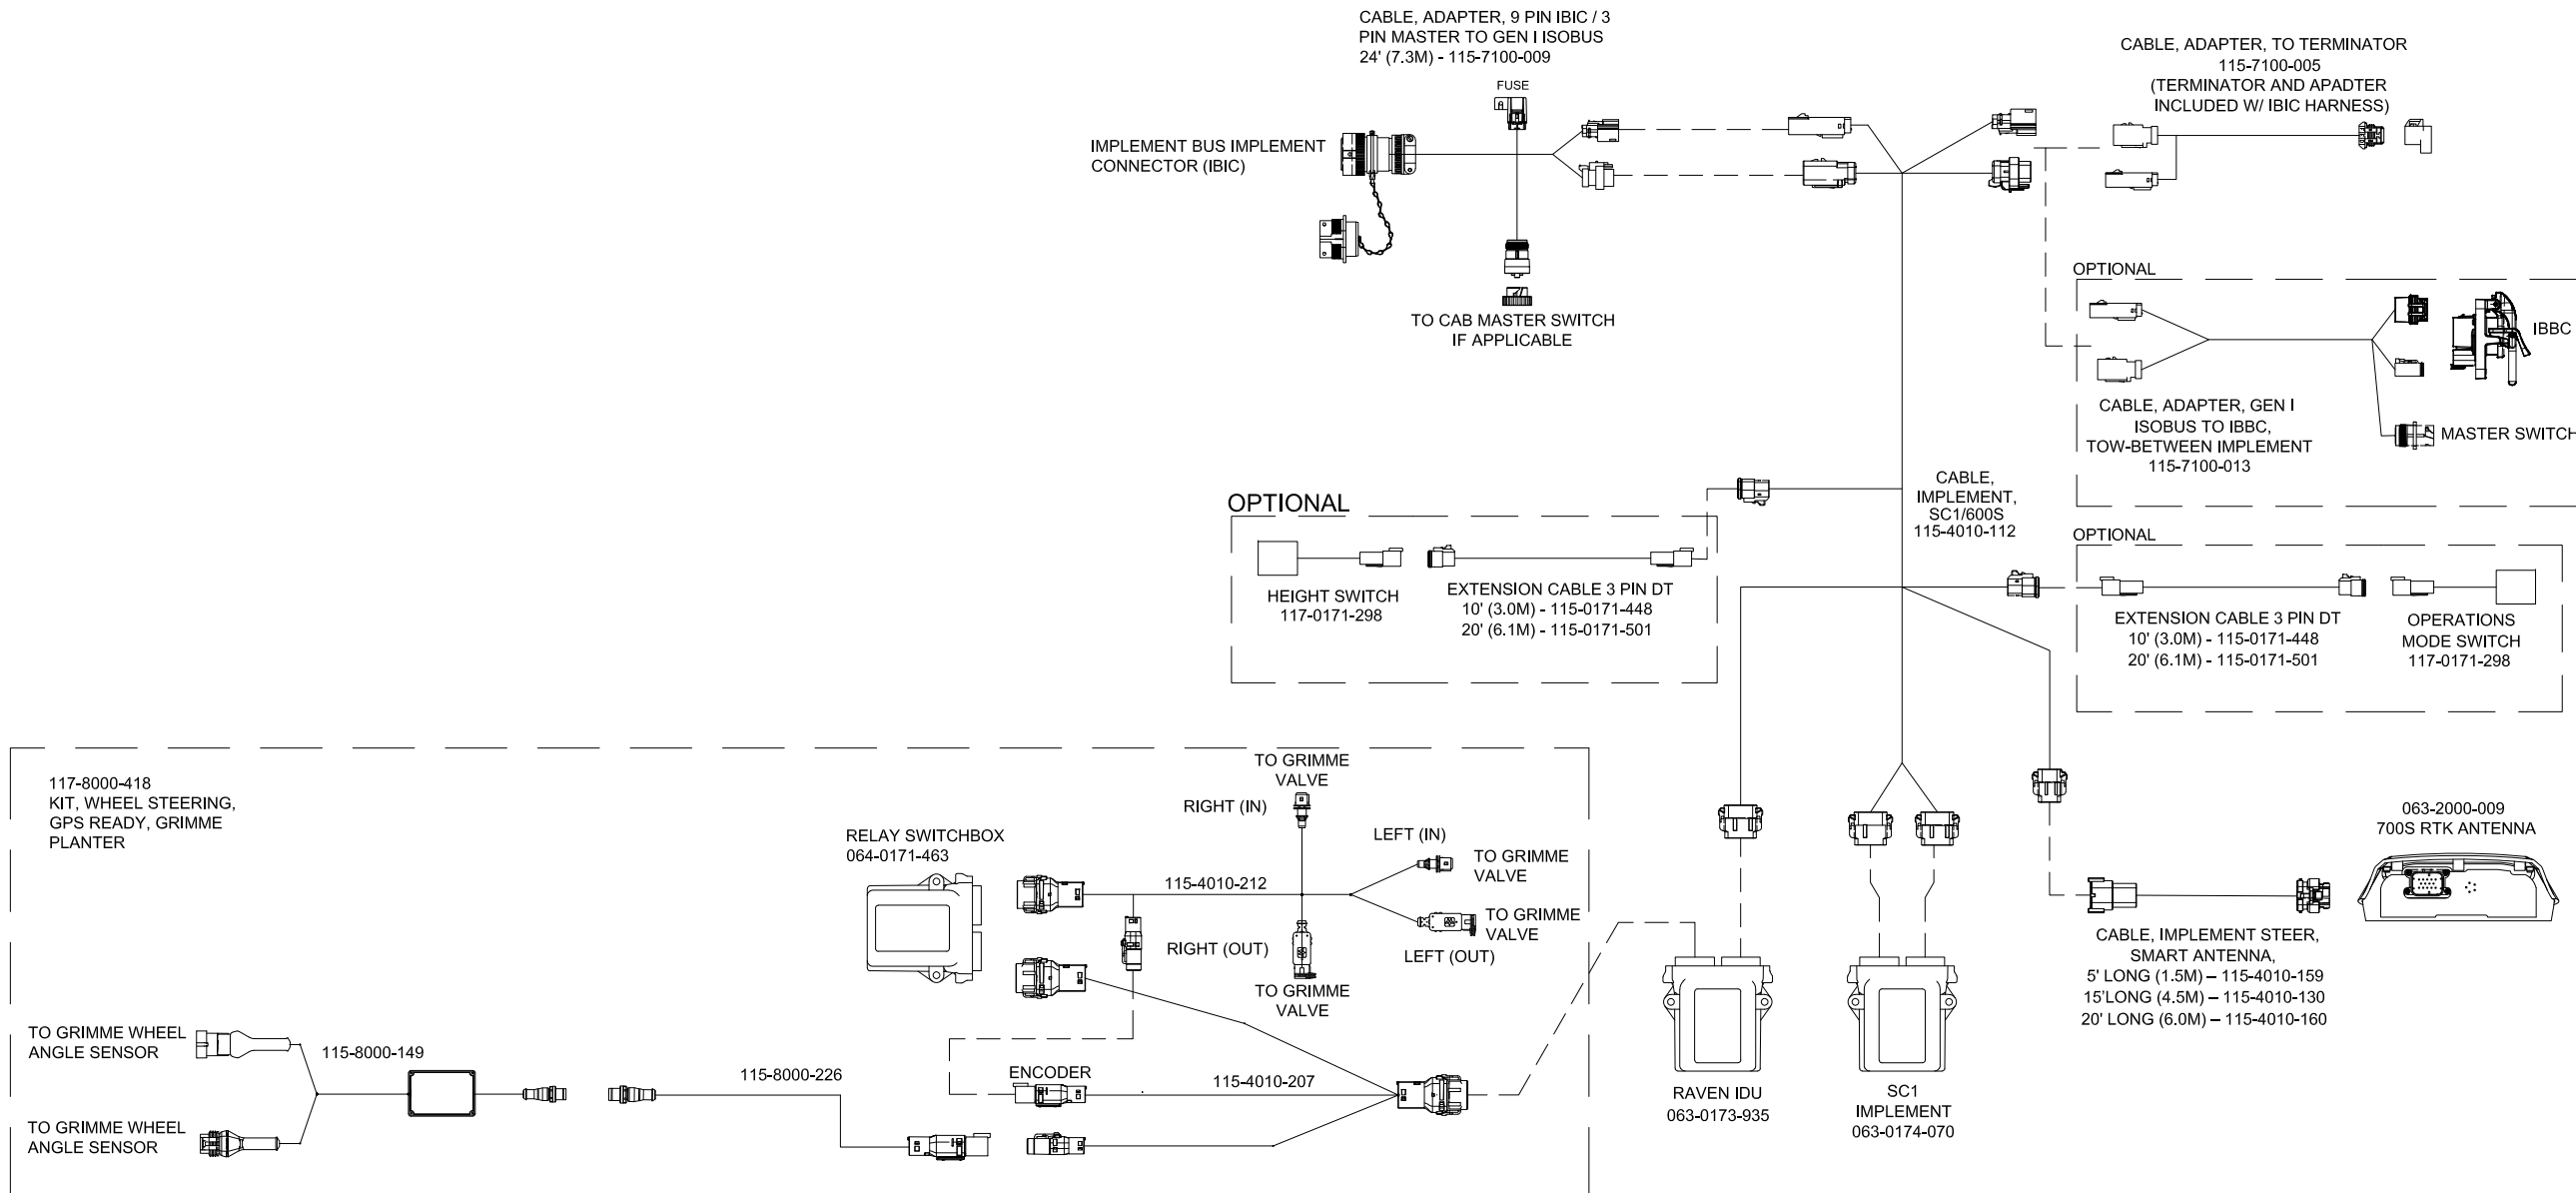 CABLE, ADAPTER, 9 PIN IBIC / 3
PIN MASTER TO GEN I ISOBUS
24' (7.3M) - 115-7100-009
FUSE
IMPLEMENT BUS IMPLEMENT
CONNECTOR (IBIC)
TO CAB MASTER SWITCH
IF APPLICABLE
CABLE, ADAPTER, TO TERMINATOR
115-7100-005
(TERMINATOR AND APADTER
INCLUDED W/ IBIC HARNESS)
OPTIONAL
IBBC
CABLE, ADAPTER, GEN I
ISOBUS TO IBBC,
TOW-BETWEEN IMPLEMENT
115-7100-013
MASTER SWITCH
CABLE,
IMPLEMENT,
SC1/600S
115-4010-112
OPTIONAL
HEIGHT SWITCH
117-0171-298
EXTENSION CABLE 3 PIN DT
10' (3.0M) - 115-0171-448
20' (6.1M) - 115-0171-501
OPTIONAL
EXTENSION CABLE 3 PIN DT
10' (3.0M) - 115-0171-448
20' (6.1M) - 115-0171-501
OPERATIONS
MODE SWITCH
117-0171-298
117-8000-418
KIT, WHEEL STEERING,
GPS READY, GRIMME
PLANTER
RELAY SWITCHBOX
064-0171-463
TO GRIMME
VALVE
RIGHT (IN)
LEFT (IN)
TO GRIMME
VALVE
115-4010-212
TO GRIMME
VALVE
RIGHT (OUT)
LEFT (OUT)
TO GRIMME
VALVE
TO GRIMME WHEEL
ANGLE SENSOR
115-8000-149
TO GRIMME WHEEL
ANGLE SENSOR
115-8000-226
ENCODER
115-4010-207
RAVEN IDU
063-0173-935
SC1
IMPLEMENT
063-0174-070
063-2000-009
700S RTK ANTENNA
CABLE, IMPLEMENT STEER,
SMART ANTENNA,
5' LONG (1.5M) – 115-4010-159
15'LONG (4.5M) – 115-4010-130
20' LONG (6.0M) – 115-4010-160